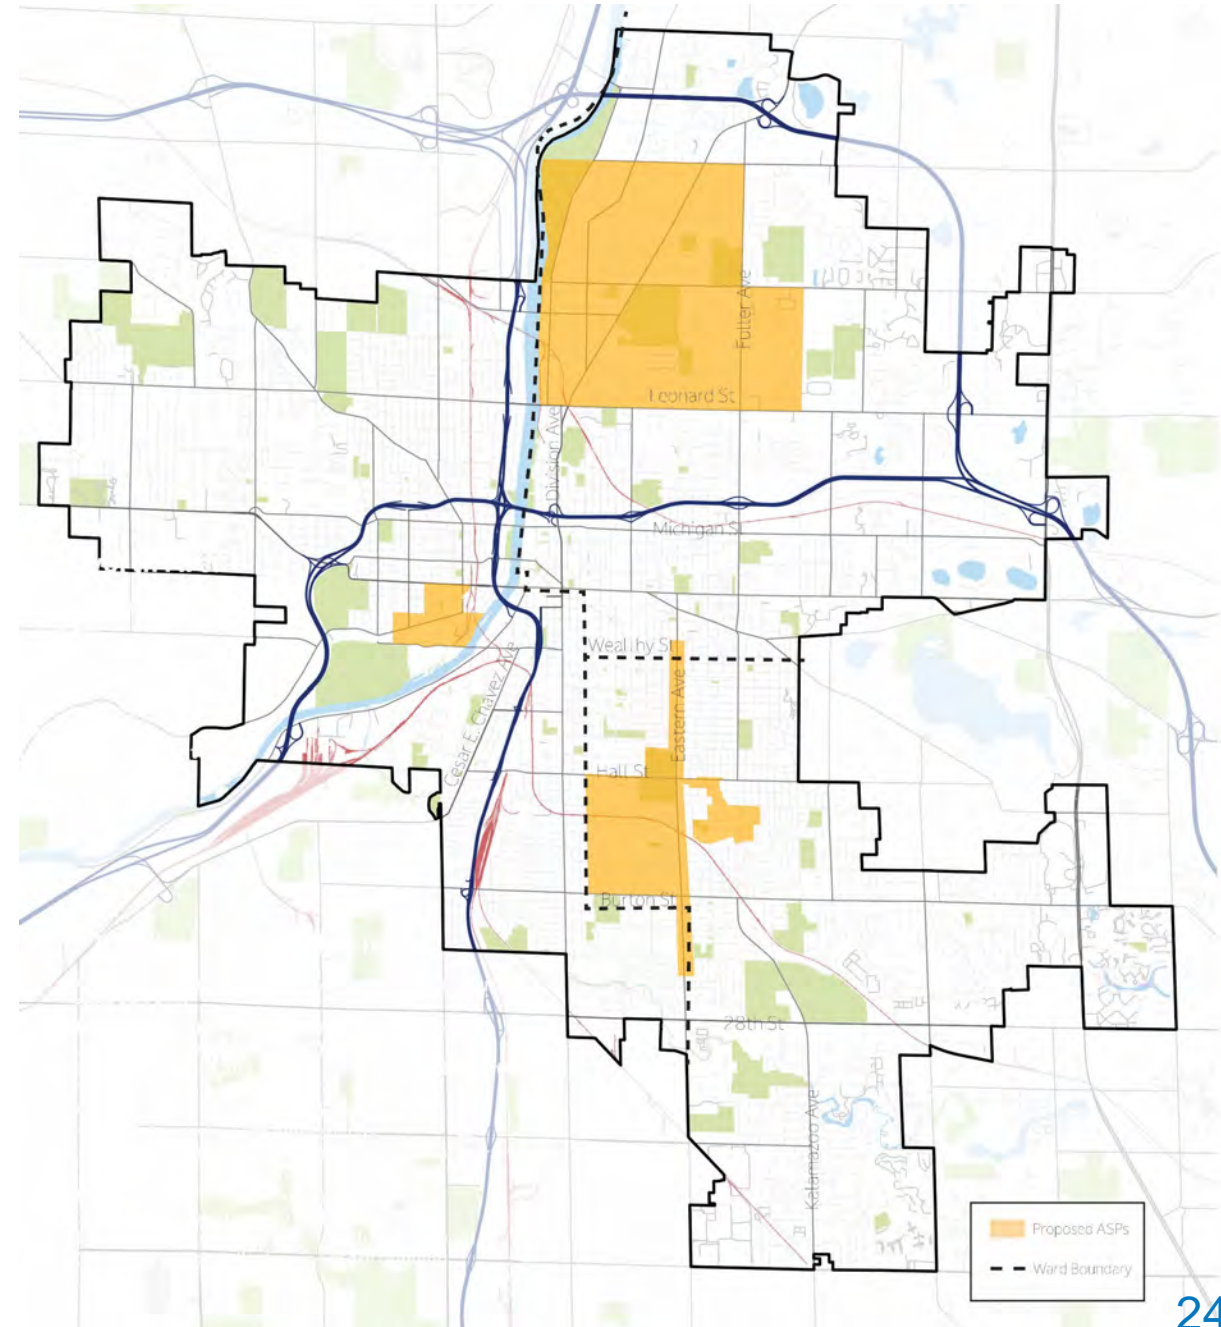 Fuller Ave
Leonard St
Division Ave
Michigan S
Wealthy St
Cesar E. Chavez Ave
Eastern Ave
Hall St
Burton St
28th St
Kalamazoo Ave
Proposed ASPs
Ward Boundary
24